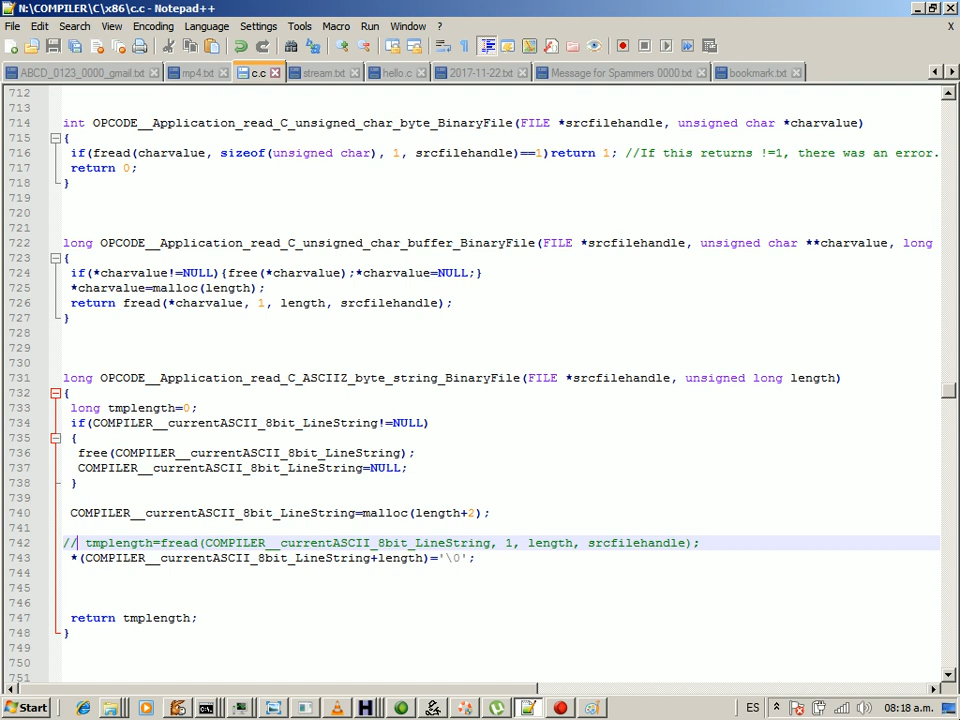 N:\COMPILER\C\x86\c.c - Notepad++
File Edit Search View Encoding Language Settings Tools Macro Run Window ? X
ABCD_0123_0000_gmail.txt mp4.txt c.c stream.txt hello.c 2017-11-22.txt Message for Spammers 0000.txt bookmark.txt
712
713
714 int OPCODE__Application_read_C_unsigned_char_byte_BinaryFile(FILE *srcfilehandle, unsigned char *charvalue)
715 {
716 if(fread(charvalue, sizeof(unsigned char), 1, srcfilehandle)==1)return 1; //If this returns !=1, there was an error.
717 return 0;
718 }
719
720
721
722 long OPCODE__Application_read_C_unsigned_char_buffer_BinaryFile(FILE *srcfilehandle, unsigned char **charvalue, long
723 {
724 if(*charvalue!=NULL){free(*charvalue);*charvalue=NULL;}
725 *charvalue=malloc(length);
726 return fread(*charvalue, 1, length, srcfilehandle);
727 }
728
729
730
731 long OPCODE__Application_read_C_ASCIIZ_byte_string_BinaryFile(FILE *srcfilehandle, unsigned long length)
732 {
733 long tmplength=0;
734 if(COMPILER__currentASCII_8bit_LineString!=NULL)
735 {
736 free(COMPILER__currentASCII_8bit_LineString);
737 COMPILER__currentASCII_8bit_LineString=NULL;
738 }
739
740 COMPILER__currentASCII_8bit_LineString=malloc(length+2);
741
742 // tmplength=fread(COMPILER__currentASCII_8bit_LineString, 1, length, srcfilehandle);
743 *(COMPILER__currentASCII_8bit_LineString+length)='\0';
744
745
746
747 return tmplength;
748 }
749
750
751
Start ES 08:18 a.m.